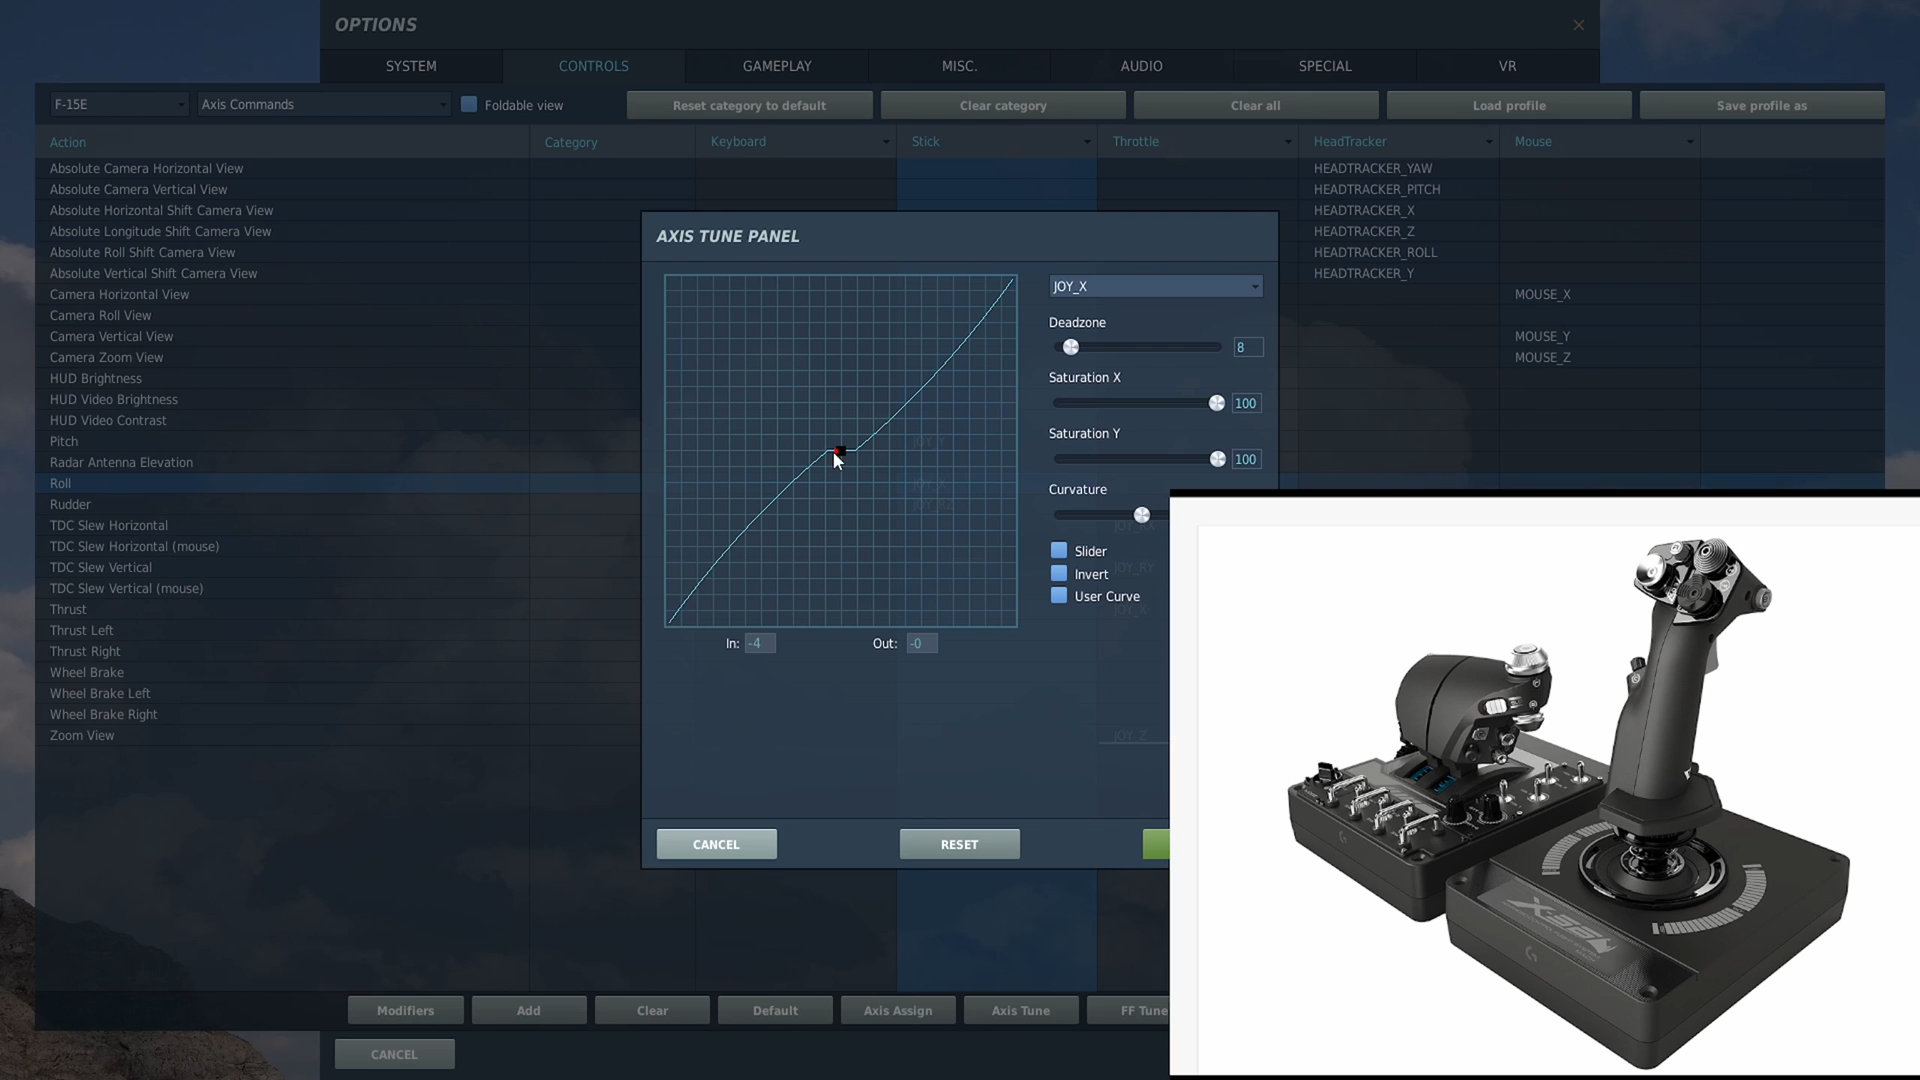 OPTIONS
SYSTEM CONTROLS GAMEPLAY MISC. AUDIO SPECIAL VR
F-15E Axis Commands Foldable view Reset category to default Clear category Clear all Load profile Save profile as
Action Category Keyboard Stick Throttle HeadTracker Mouse
Absolute Camera Horizontal View HEADTRACKER_YAW
Absolute Camera Vertical View HEADTRACKER_PITCH
Absolute Horizontal Shift Camera View HEADTRACKER_X
Absolute Longitude Shift Camera View HEADTRACKER_Z
Absolute Roll Shift Camera View HEADTRACKER_ROLL
Absolute Vertical Shift Camera View HEADTRACKER_Y
Camera Horizontal View MOUSE_X
Camera Roll View
Camera Vertical View MOUSE_Y
Camera Zoom View MOUSE_Z
HUD Brightness
HUD Video Brightness
HUD Video Contrast
Pitch JOY_Y
Radar Antenna Elevation
Roll JOY_X
Rudder JOY_RZ
TDC Slew Horizontal JOY_RX
TDC Slew Horizontal (mouse)
TDC Slew Vertical JOY_RY
TDC Slew Vertical (mouse)
Thrust JOY_X
Thrust Left
Thrust Right
Wheel Brake
Wheel Brake Left
Wheel Brake Right
Zoom View JOY_Z
AXIS TUNE PANEL
JOY_X
Deadzone
8
Saturation X
100
Saturation Y
100
Curvature
Slider
Invert
User Curve
In: -4 Out: -0
CANCEL RESET
Modifiers Add Clear Default Axis Assign Axis Tune FF Tune
CANCEL
X-56